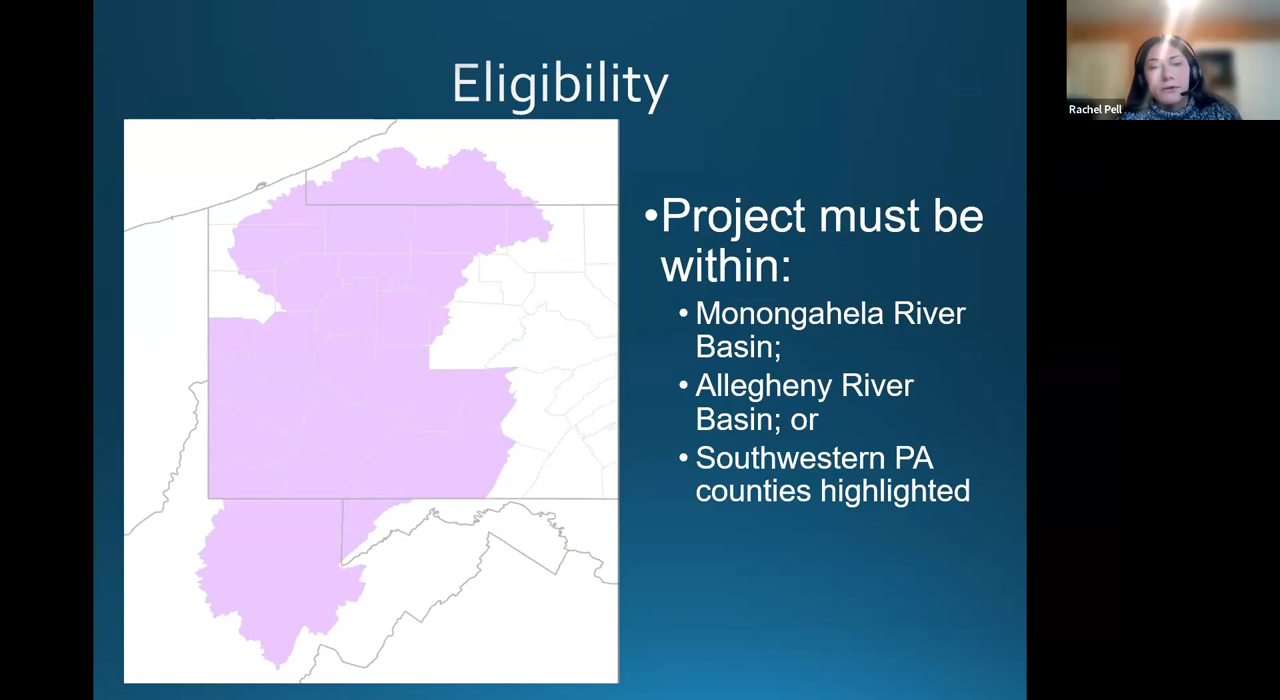 Eligibility
•Project must be
within:
• Monongahela River
Basin;
• Allegheny River
Basin; or
• Southwestern PA
counties highlighted
Rachel Pell